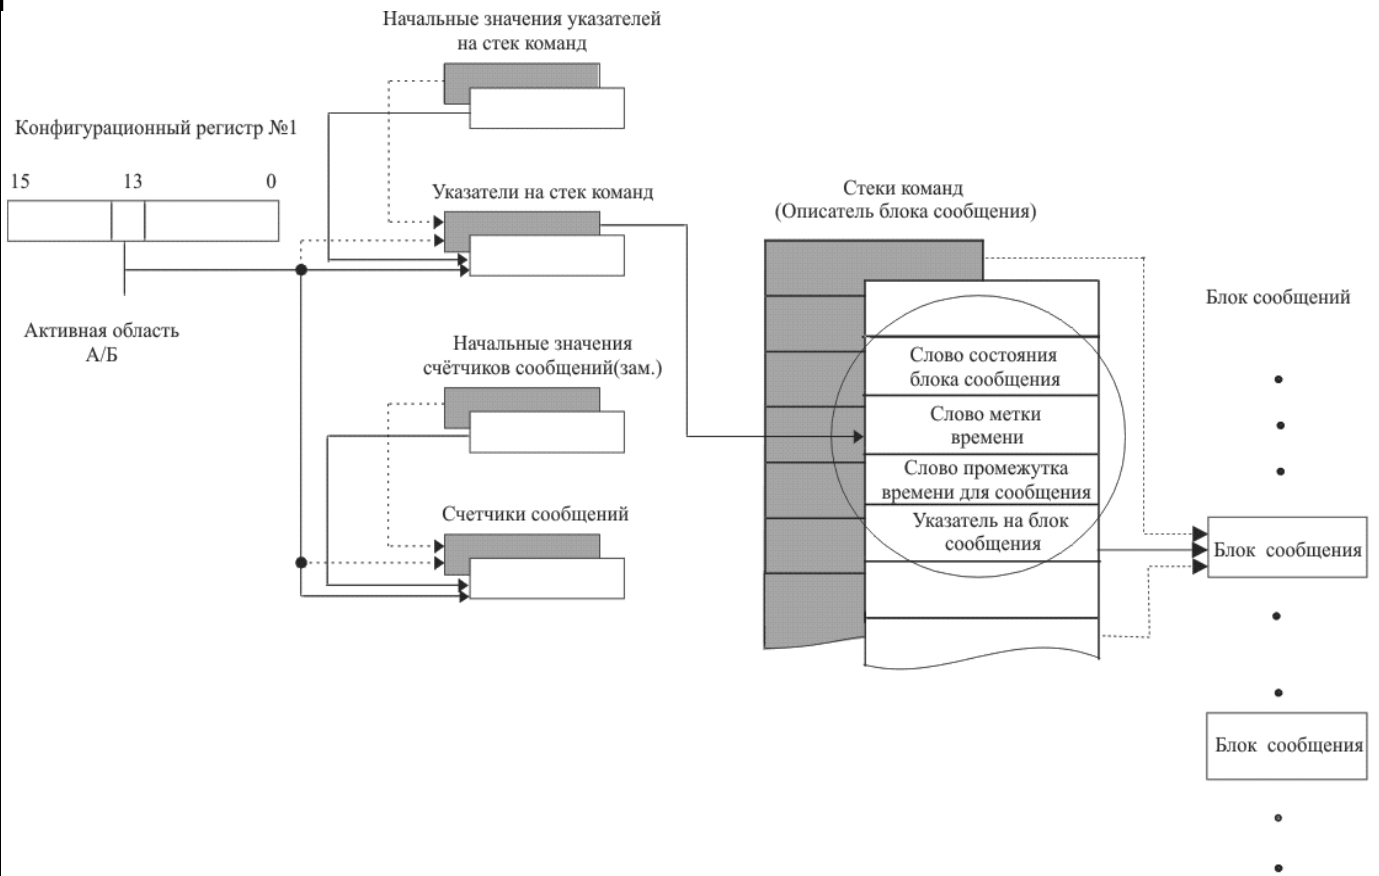 Начальные значения указателей
на стек команд
Конфигурационный регистр №1
15 13 0
Указатели на стек команд
Активная область
А/Б
Начальные значения
счётчиков сообщений(зам.)
Счетчики сообщений
Стеки команд
(Описатель блока сообщения)
Слово состояния
блока сообщения
Слово метки
времени
Слово промежутка
времени для сообщения
Указатель на блок
сообщения
Блок сообщений
Блок сообщения
Блок сообщения